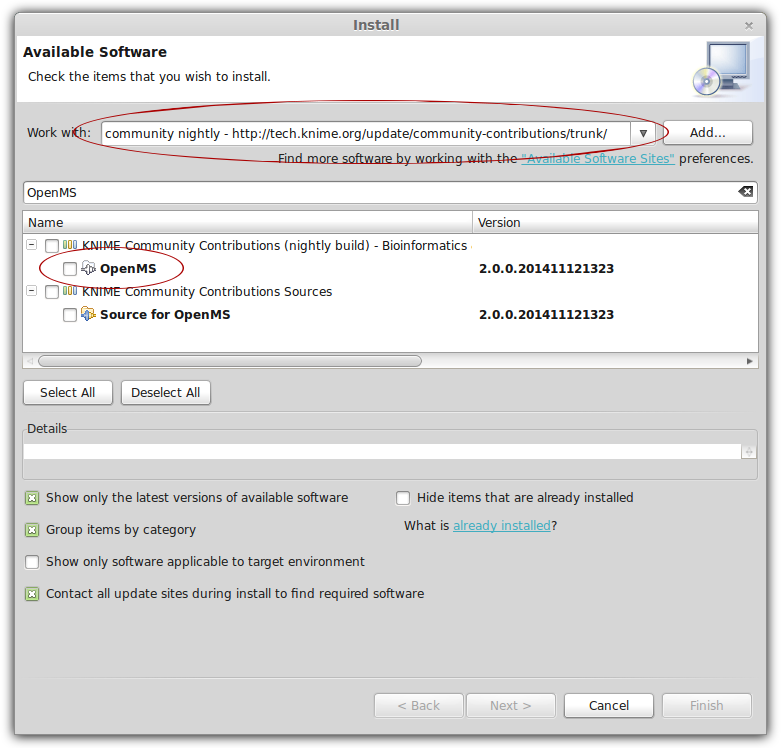 Install
Available Software
Check the items that you wish to install.
Work with: community nightly - http://tech.knime.org/update/community-contributions/trunk/ Add...
Find more software by working with the "Available Software Sites" preferences.
OpenMS
Name Version
KNIME Community Contributions (nightly build) - Bioinformatics
OpenMS 2.0.0.201411121323
KNIME Community Contributions Sources
Source for OpenMS 2.0.0.201411121323
Select All Deselect All
Details
Show only the latest versions of available software Hide items that are already installed
Group items by category What is already installed?
Show only software applicable to target environment
Contact all update sites during install to find required software
< Back Next > Cancel Finish